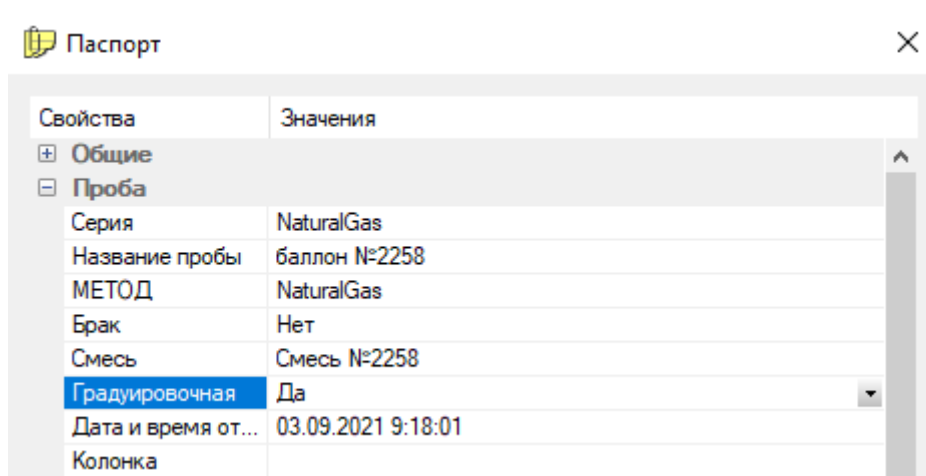 Паспорт
Свойства Значения
Общие
Проба
Серия NaturalGas
Название пробы баллон №2258
МЕТОД NaturalGas
Брак Нет
Смесь Смесь №2258
Градуировочная Да
Дата и время от... 03.09.2021 9:18:01
Колонка